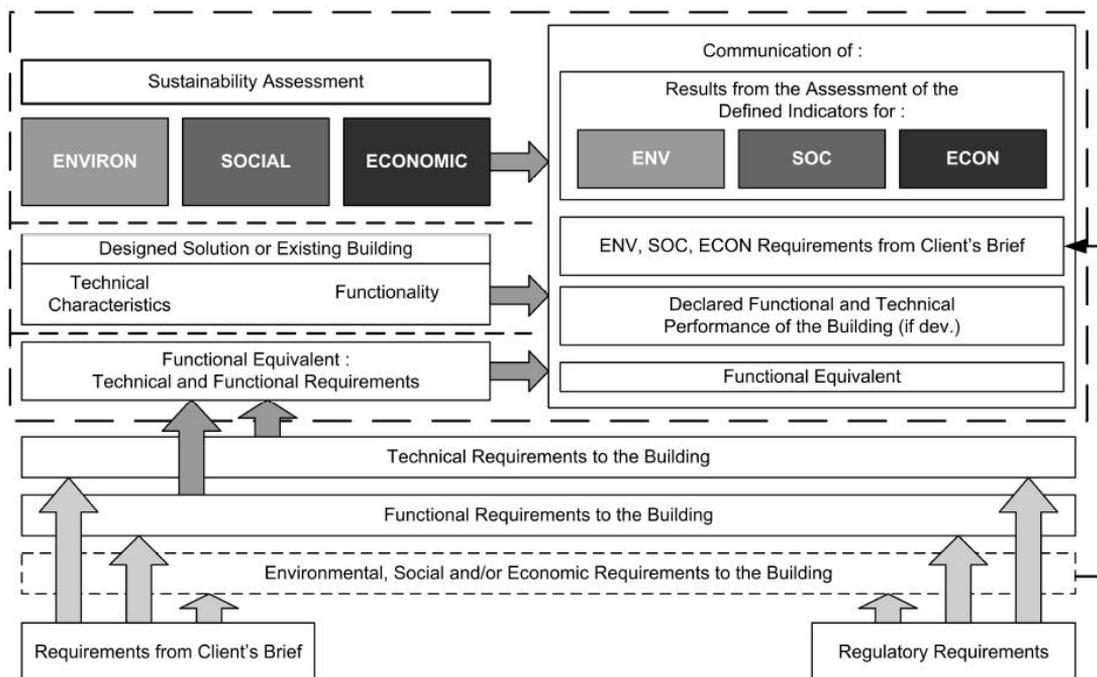 Sustainability Assessment
ENVIRON
SOCIAL
ECONOMIC
Communication of :
Results from the Assessment of the
Defined Indicators for :
ENV
SOC
ECON
Designed Solution or Existing Building
Technical
Characteristics
Functionality
ENV, SOC, ECON Requirements from Client's Brief
Declared Functional and Technical
Performance of the Building (if dev.)
Functional Equivalent :
Technical and Functional Requirements
Functional Equivalent
Technical Requirements to the Building
Functional Requirements to the Building
Environmental, Social and/or Economic Requirements to the Building
Requirements from Client's Brief
Regulatory Requirements